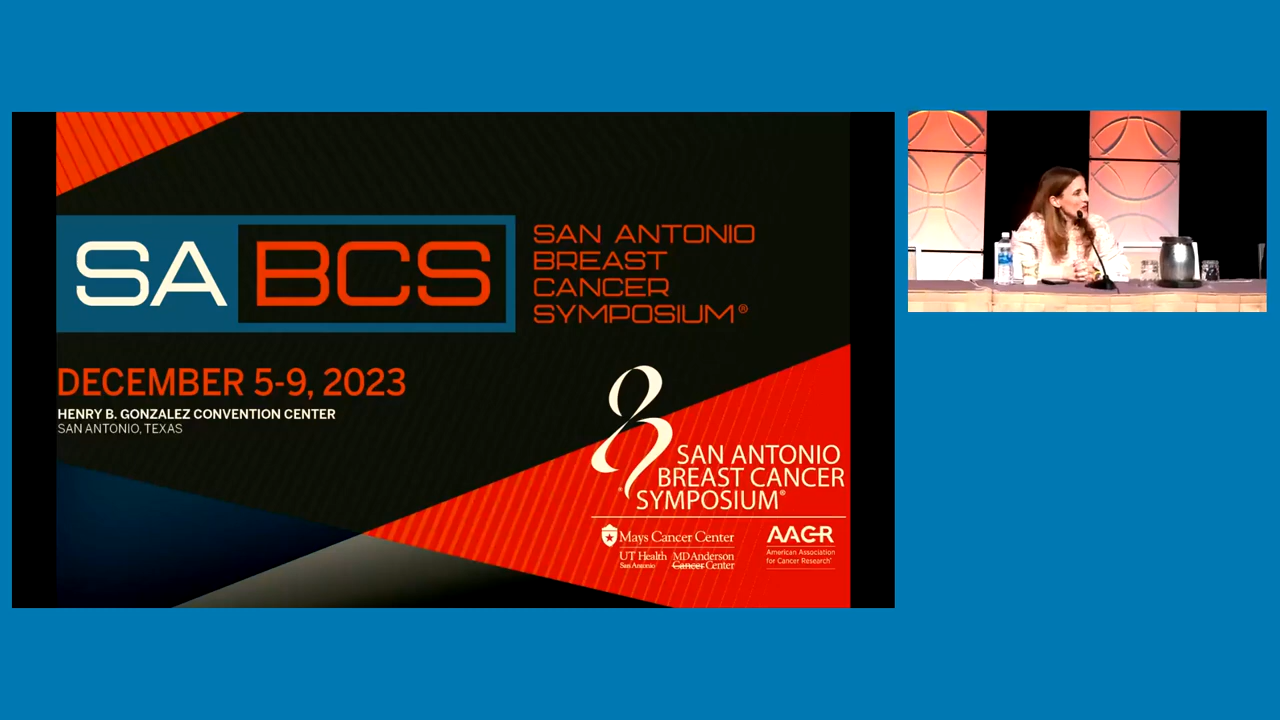 SA BCS
SAN ANTONIO
BREAST
CANCER
SYMPOSIUM®
DECEMBER 5-9, 2023
HENRY B. GONZALEZ CONVENTION CENTER
SAN ANTONIO, TEXAS
SAN ANTONIO
BREAST CANCER
SYMPOSIUM®
Mays Cancer Center
UT Health
San Antonio
MD Anderson
Cancer Center
AACR
American Association
for Cancer Research®